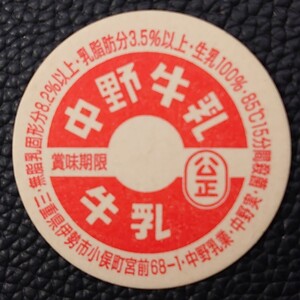 中野牛乳
賞味期限
公正
牛乳
無脂乳固形分8.2%以上・乳脂肪分3.5%以上・生乳100%・85℃15分間殺菌
三重県伊勢市小俣町宮前68-1・中野乳業・中野